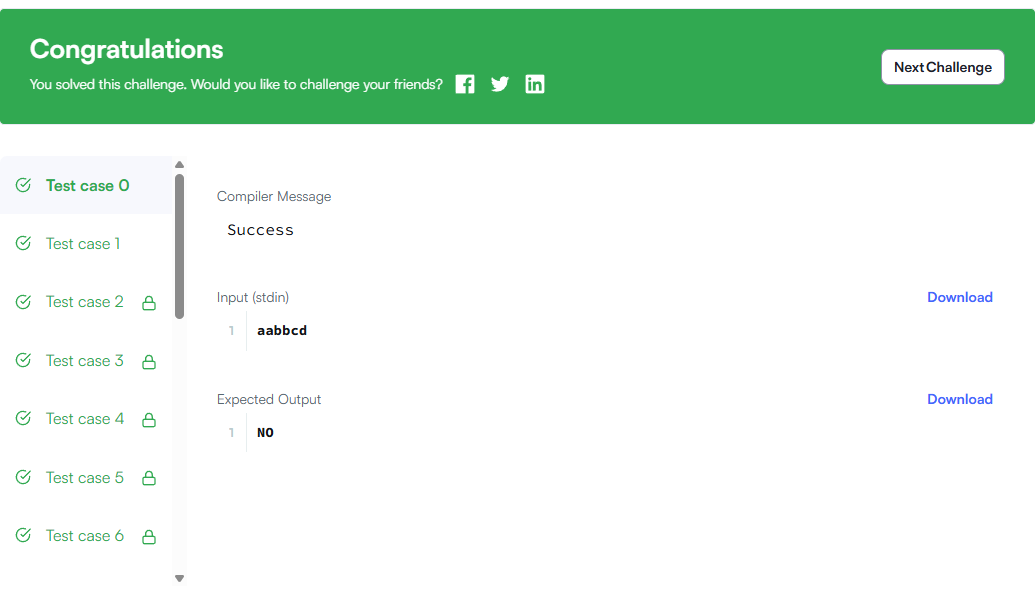 Congratulations
You solved this challenge. Would you like to challenge your friends?
Next Challenge
Test case 0
Test case 1
Test case 2
Test case 3
Test case 4
Test case 5
Test case 6
Compiler Message
Success
Input (stdin)
Download
1 aabbcd
Expected Output
Download
1 NO